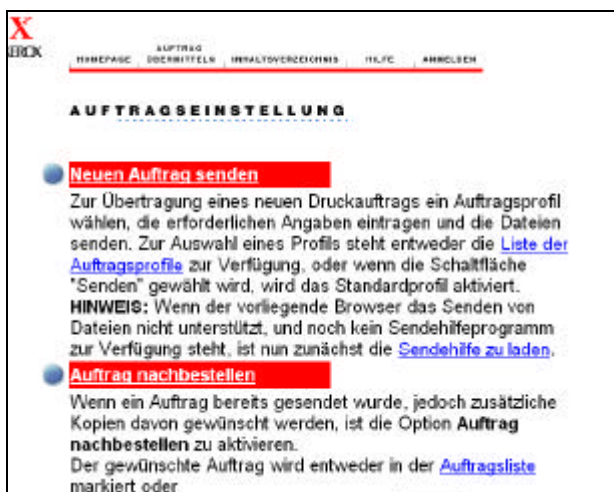 X
XEROX
HOMEPAGE AUFTRAG ÜBERMITTELN INHALTSVERZEICHNIS HILFE ANMELDEN
AUFTRAGSEINSTELLUNG
Neuen Auftrag senden
Zur Übertragung eines neuen Druckauftrags ein Auftragsprofil
wählen, die erforderlichen Angaben eintragen und die Dateien
senden. Zur Auswahl eines Profils steht entweder die Liste der
Auftragsprofile zur Verfügung, oder wenn die Schaltfläche
"Senden" gewählt wird, wird das Standardprofil aktiviert.
HINWEIS: Wenn der vorliegende Browser das Senden von
Dateien nicht unterstützt, und noch kein Sendehilfeprogramm
zur Verfügung steht, ist nun zunächst die Sendehilfe zu laden.
Auftrag nachbestellen
Wenn ein Auftrag bereits gesendet wurde, jedoch zusätzliche
Kopien davon gewünscht werden, ist die Option Auftrag
nachbestellen zu aktivieren.
Der gewünschte Auftrag wird entweder in der Auftragsliste
markiert oder